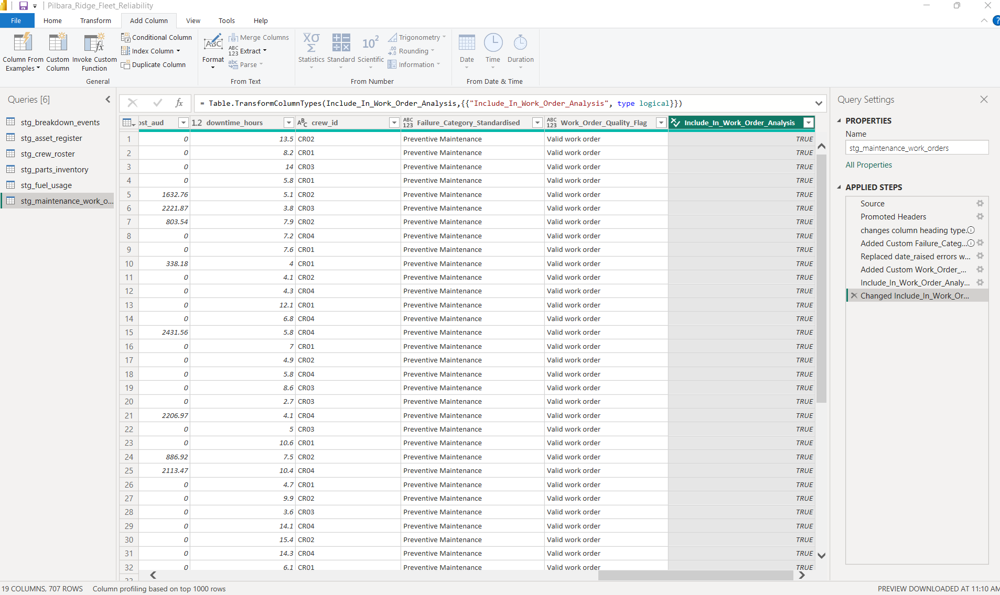 Pilbara_Ridge_Fleet_Reliability
File Home Transform Add Column View Tools Help
Column From Examples
Custom Column
Invoke Custom Function
Conditional Column
Index Column
Duplicate Column
General
Format
Merge Columns
Extract
Parse
From Text
Statistics
Standard
Scientific
Trigonometry
Rounding
Information
From Number
Date
Time
Duration
From Date & Time
Queries [6]
stg_breakdown_events
stg_asset_register
stg_crew_roster
stg_parts_inventory
stg_fuel_usage
stg_maintenance_work_o...
fx = Table.TransformColumnTypes(Include_In_Work_Order_Analysis,{{"Include_In_Work_Order_Analysis", type logical}})
ost_aud 1.2 downtime_hours ABC crew_id ABC 123 Failure_Category_Standardised ABC 123 Work_Order_Quality_Flag Include_In_Work_Order_Analysis
1 0 13.5 CR02 Preventive Maintenance Valid work order TRUE
2 0 8.2 CR01 Preventive Maintenance Valid work order TRUE
3 0 14 CR03 Preventive Maintenance Valid work order TRUE
4 0 5.8 CR01 Preventive Maintenance Valid work order TRUE
5 1632.76 5.1 CR02 Preventive Maintenance Valid work order TRUE
6 2221.87 3.8 CR03 Preventive Maintenance Valid work order TRUE
7 803.54 7.9 CR02 Preventive Maintenance Valid work order TRUE
8 0 7.2 CR04 Preventive Maintenance Valid work order TRUE
9 0 7.6 CR01 Preventive Maintenance Valid work order TRUE
10 338.18 4 CR01 Preventive Maintenance Valid work order TRUE
11 0 4.1 CR02 Preventive Maintenance Valid work order TRUE
12 0 4.3 CR04 Preventive Maintenance Valid work order TRUE
13 0 12.1 CR01 Preventive Maintenance Valid work order TRUE
14 0 6.8 CR04 Preventive Maintenance Valid work order TRUE
15 2431.56 5.8 CR04 Preventive Maintenance Valid work order TRUE
16 0 7 CR01 Preventive Maintenance Valid work order TRUE
17 0 4.9 CR02 Preventive Maintenance Valid work order TRUE
18 0 5.8 CR04 Preventive Maintenance Valid work order TRUE
19 0 8.6 CR03 Preventive Maintenance Valid work order TRUE
20 0 2.7 CR03 Preventive Maintenance Valid work order TRUE
21 2206.97 4.1 CR04 Preventive Maintenance Valid work order TRUE
22 0 5 CR03 Preventive Maintenance Valid work order TRUE
23 0 10.6 CR01 Preventive Maintenance Valid work order TRUE
24 886.92 7.5 CR02 Preventive Maintenance Valid work order TRUE
25 2113.47 10.4 CR04 Preventive Maintenance Valid work order TRUE
26 0 4.7 CR01 Preventive Maintenance Valid work order TRUE
27 0 9.9 CR02 Preventive Maintenance Valid work order TRUE
28 0 3.6 CR03 Preventive Maintenance Valid work order TRUE
29 0 14.1 CR04 Preventive Maintenance Valid work order TRUE
30 0 15.4 CR02 Preventive Maintenance Valid work order TRUE
31 0 14.3 CR04 Preventive Maintenance Valid work order TRUE
32 0 6.1 CR01 Preventive Maintenance Valid work order TRUE
Query Settings
PROPERTIES
Name
stg_maintenance_work_orders
All Properties
APPLIED STEPS
Source
Promoted Headers
changes column heading type.
Added Custom Failure_Categ...
Replaced date_raised errors w...
Added Custom Work_Order_...
Include_In_Work_Order_Analy...
Changed Include_In_Work_Or...
19 COLUMNS, 707 ROWS Column profiling based on top 1000 rows PREVIEW DOWNLOADED AT 11:10 AM